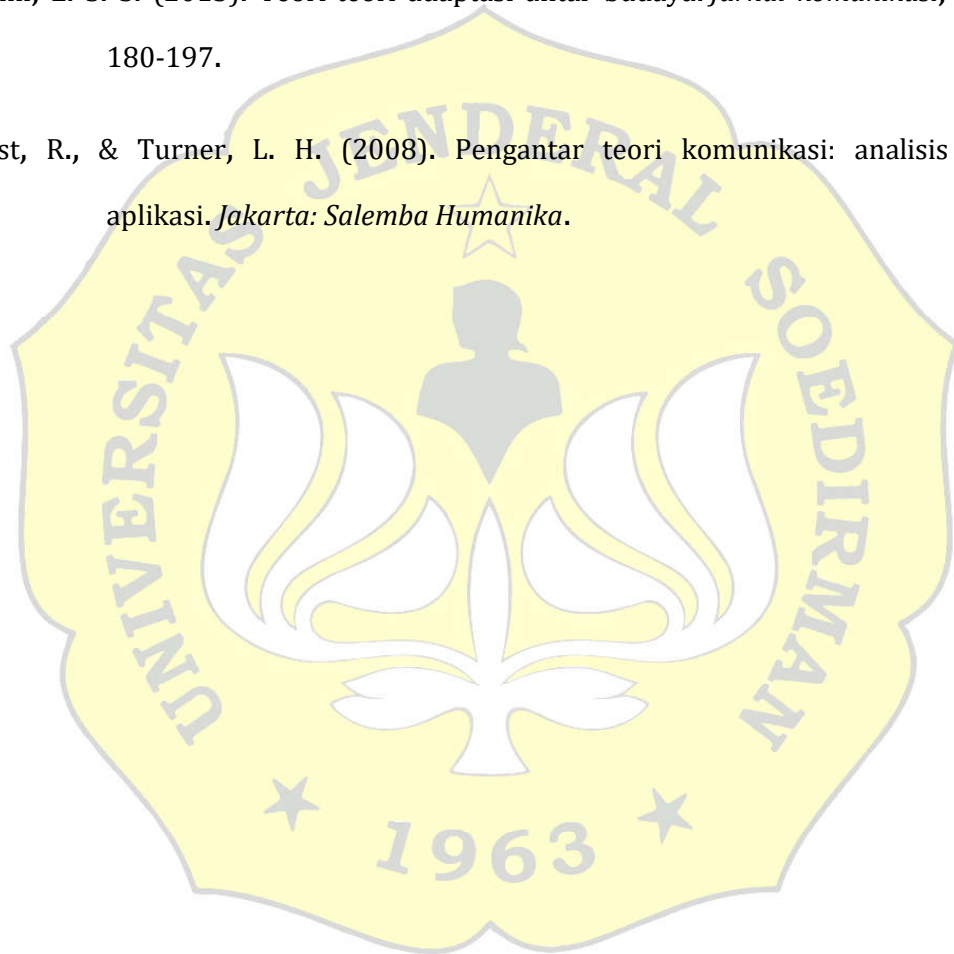 180-197.
st, R., & Turner, L. H. (2008). Pengantar teori komunikasi: analisis
aplikasi. Jakarta: Salemba Humanika.
UNIVERSITAS JENDERAL SOEDIRMAN
1963